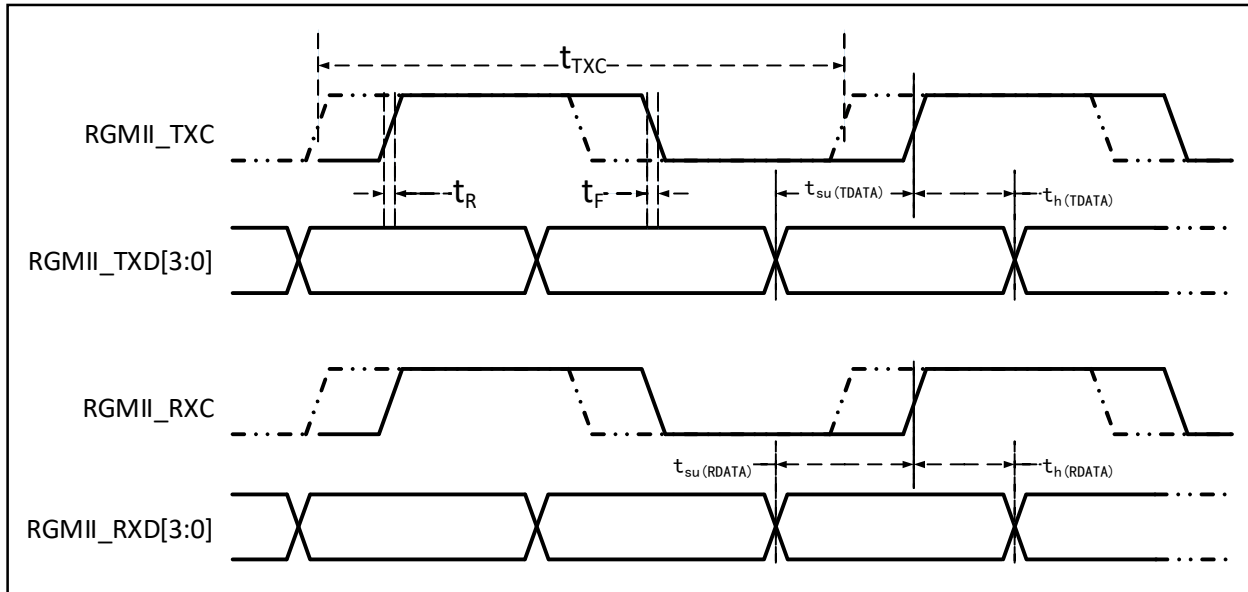 tTXC
RGMII_TXC
tR
tF
tsu(TDATA)
th(TDATA)
RGMII_TXD[3:0]
RGMII_RXC
tsu(RDATA)
th(RDATA)
RGMII_RXD[3:0]